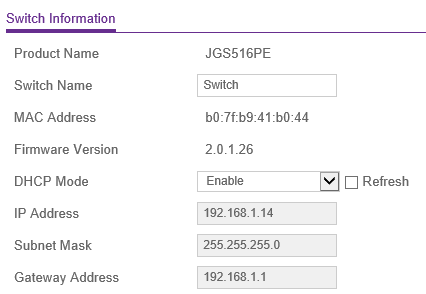 Switch Information
Product Name JGS516PE
Switch Name Switch
MAC Address b0:7f:b9:41:b0:44
Firmware Version 2.0.1.26
DHCP Mode Enable Refresh
IP Address 192.168.1.14
Subnet Mask 255.255.255.0
Gateway Address 192.168.1.1